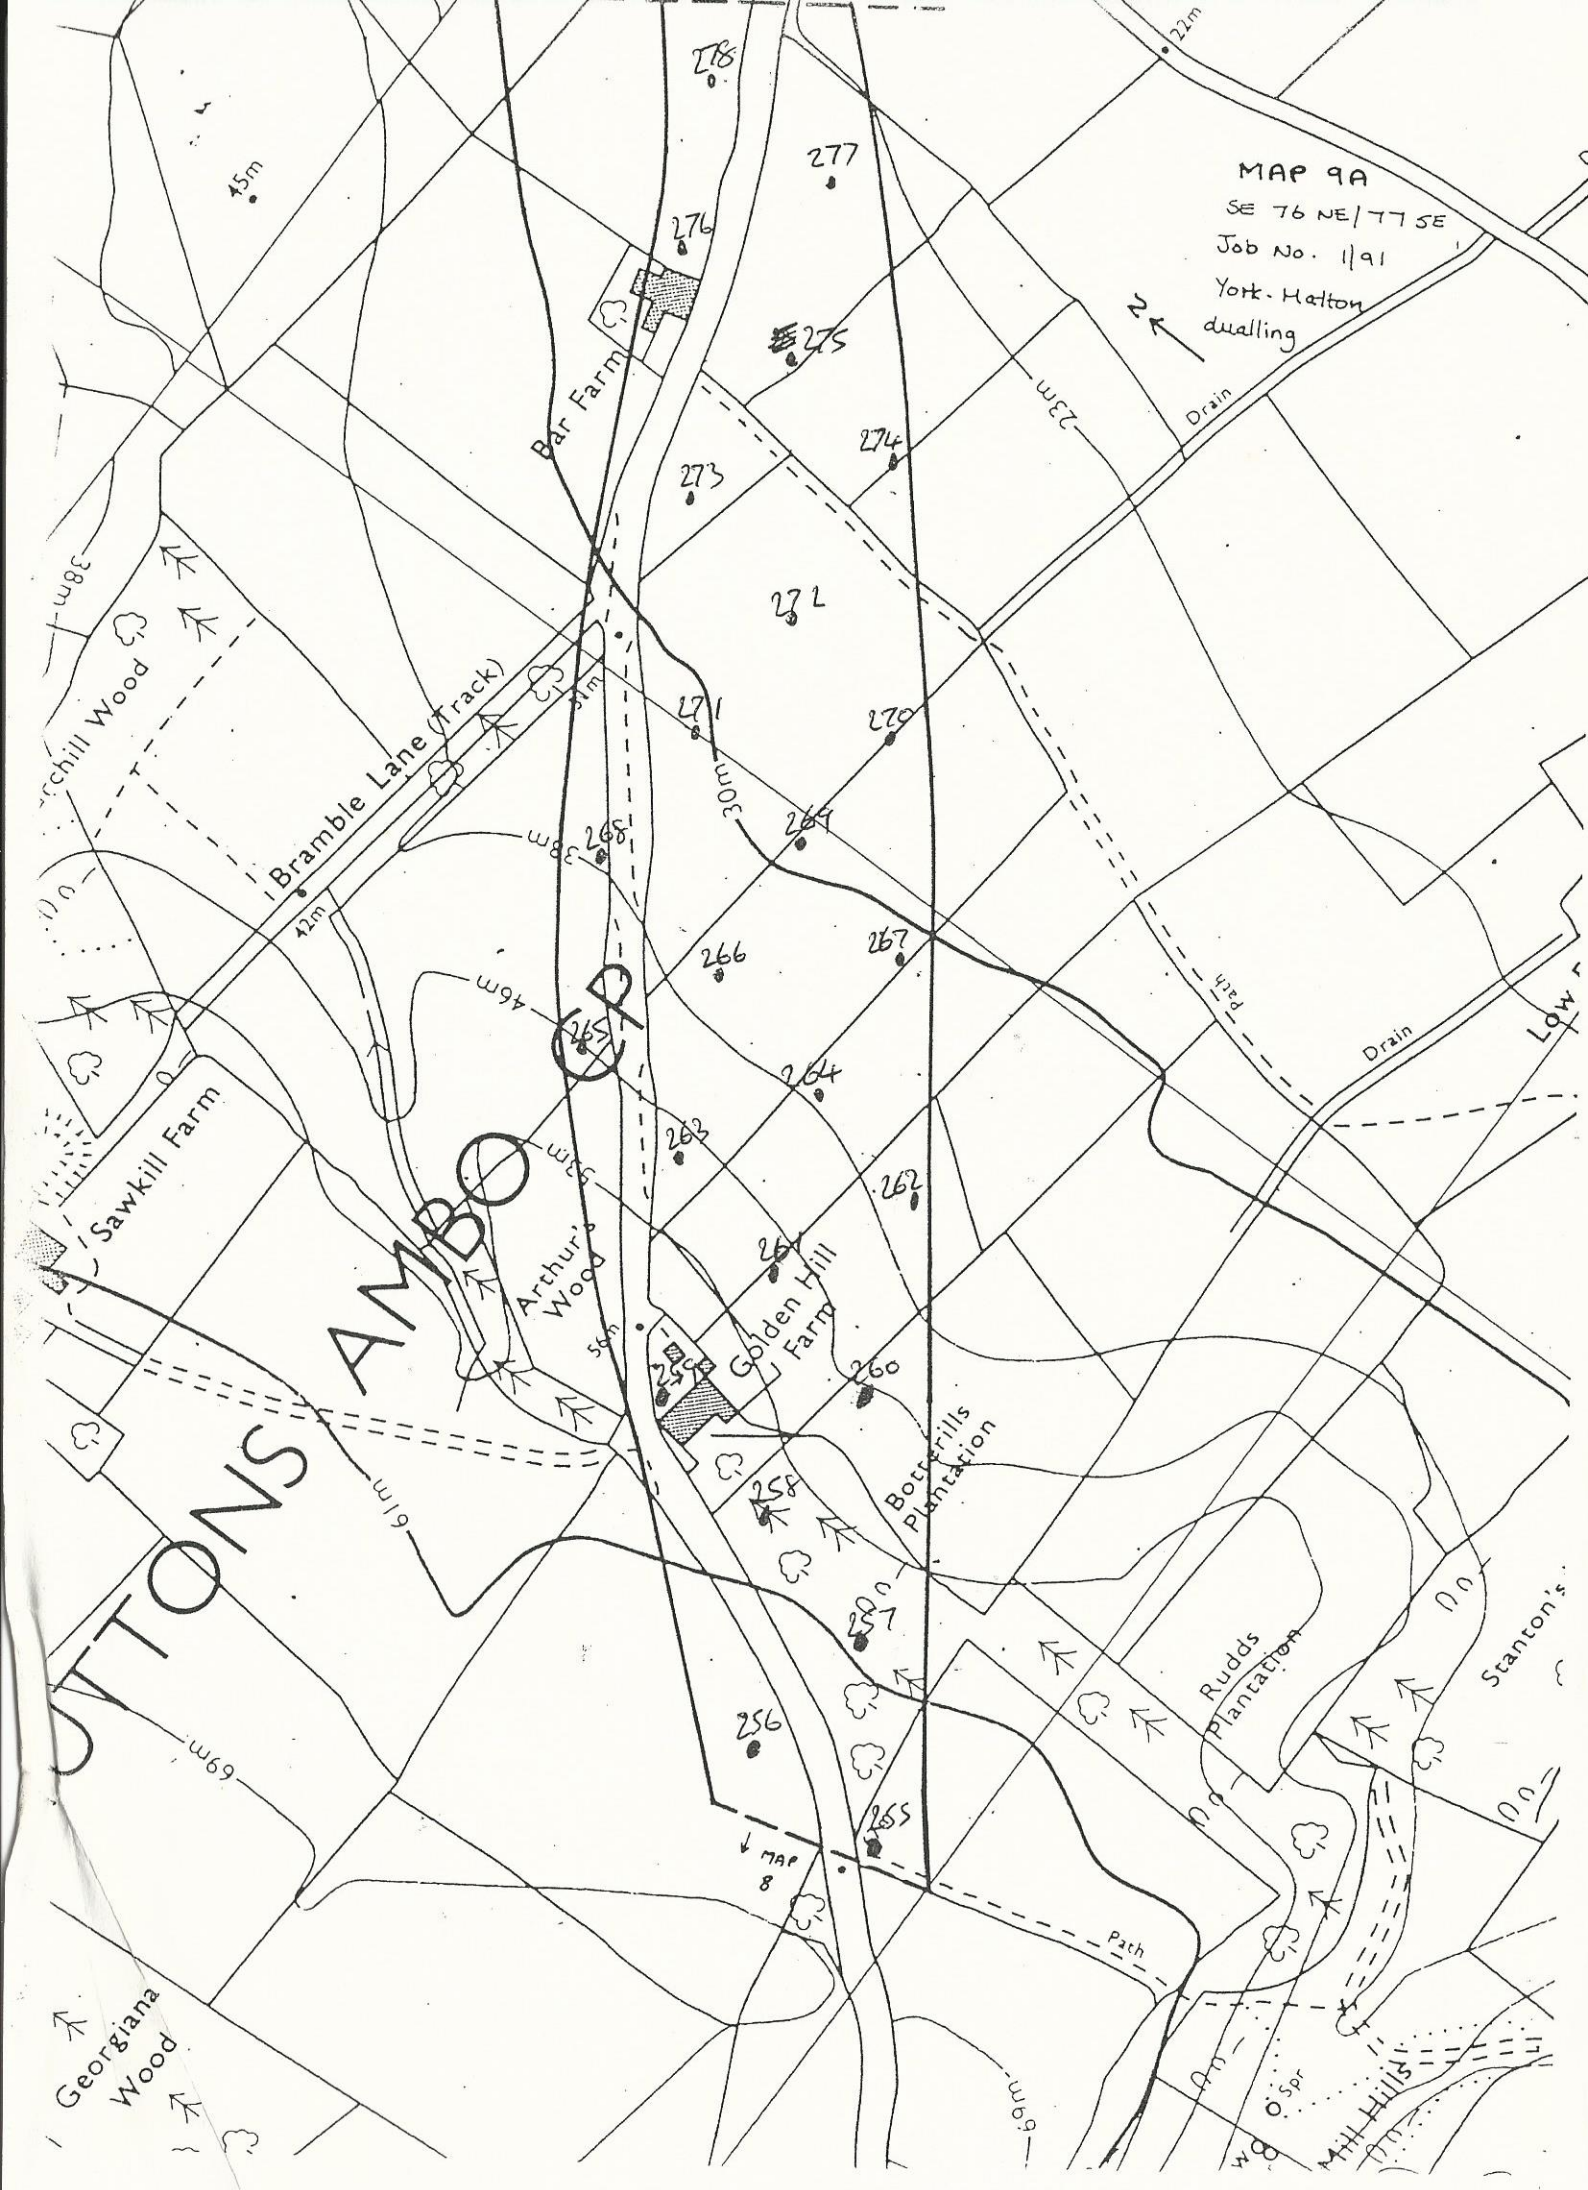 278
22m
277
45m
MAP 9A
SE 76 NE/77 SE
Job No. 1/91
York-Malton
dualling
N
276
275
Bar Farm
23m
Drain
274
273
38m
272
Bramble Lane (Track)
rchill Wood
271
270
30m
269
268
38m
42m
266
267
46m
265
Path
Drain
Low
264
263
53m
262
Sawkill Farm
Arthur's
Wood
261
Golden Hill
Farm
56m
259
260
UTTONS AMBO CP
Botterills
Plantation
258
61m
257
Rudds
Plantation
Stanton's
256
69m
255
MAP
8
Path
Georgiana
Wood
69m
Spr
W
Mill Hills